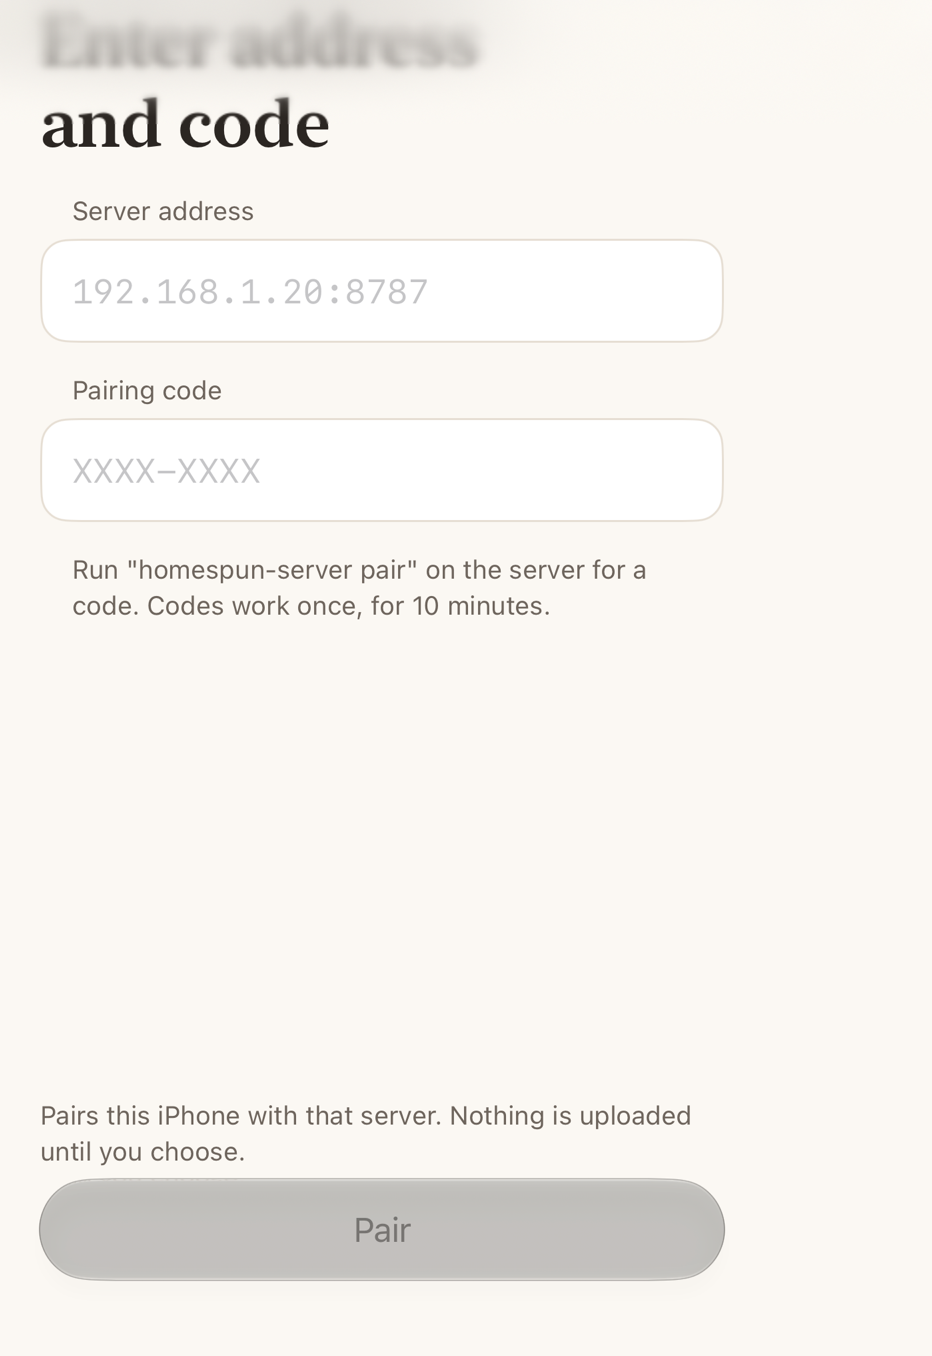 Enter address
and code
Server address
192.168.1.20:8787
Pairing code
XXXX–XXXX
Run "homespun-server pair" on the server for a
code. Codes work once, for 10 minutes.
Pairs this iPhone with that server. Nothing is uploaded
until you choose.
Pair